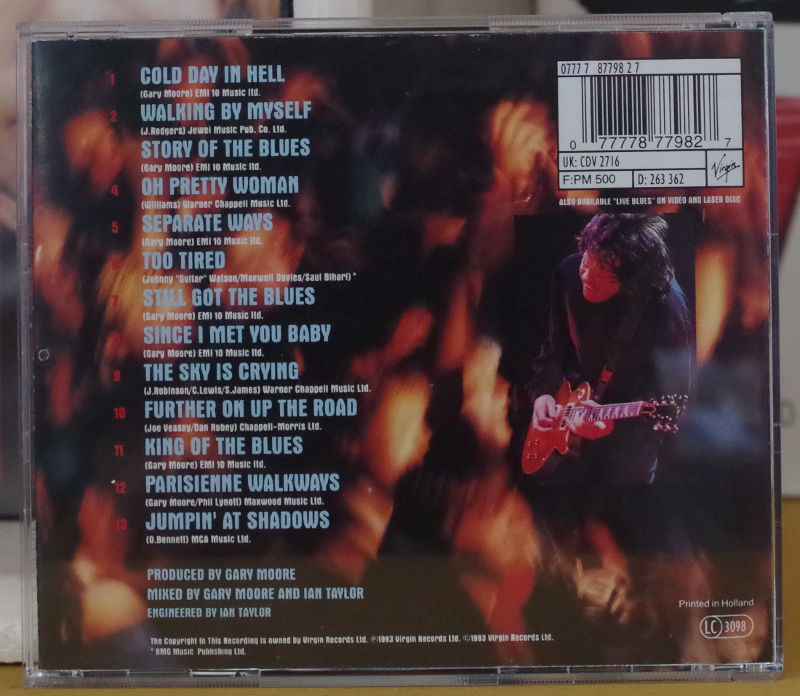 1 COLD DAY IN HELL
(Gary Moore) EMI 10 Music ltd.
2 WALKING BY MYSELF
(J.Rodgers) Jewel Music Pub. Co. Ltd.
STORY OF THE BLUES
(Gary Moore) EMI 10 Music ltd.
4 OH PRETTY WOMAN
(Williams) Warner Chappell Music Ltd.
5 SEPARATE WAYS
(Gary Moore) EMI 10 Music ltd.
TOO TIRED
(Johnny "Guitar" Watson/Maxwell Davies/Saul Bihari)*
7 STILL GOT THE BLUES
(Gary Moore) EMI 10 Music ltd.
SINCE I MET YOU BABY
(Gary Moore) EMI 10 Music ltd.
9 THE SKY IS CRYING
(J.Robinson/C.Lewis/S.James) Warner Chappell Music Ltd.
10 FURTHER ON UP THE ROAD
(Joe Veasey/Dan Robey) Chappell-Morris Ltd.
11 KING OF THE BLUES
(Gary Moore) EMI 10 Music ltd.
12 PARISIENNE WALKWAYS
(Gary Moore/Phil Lynott) Maxwood Music Ltd.
13 JUMPIN' AT SHADOWS
(D.Bennett) MCA Music Ltd.
PRODUCED BY GARY MOORE
MIXED BY GARY MOORE AND IAN TAYLOR
ENGINEERED BY IAN TAYLOR
The Copyright in This Recording is owned by Virgin Records Ltd. ℗1993 Virgin Records Ltd. ©1993 Virgin Records Ltd.
* BMG Music Publishing Ltd.
0777 7 87798 2 7
0 77778 77982 7
UK: CDV 2716
F:PM 500 D: 263 362
Virgin
ALSO AVAILABLE "LIVE BLUES" ON VIDEO AND LASER DISC
Printed in Holland
LC 3098